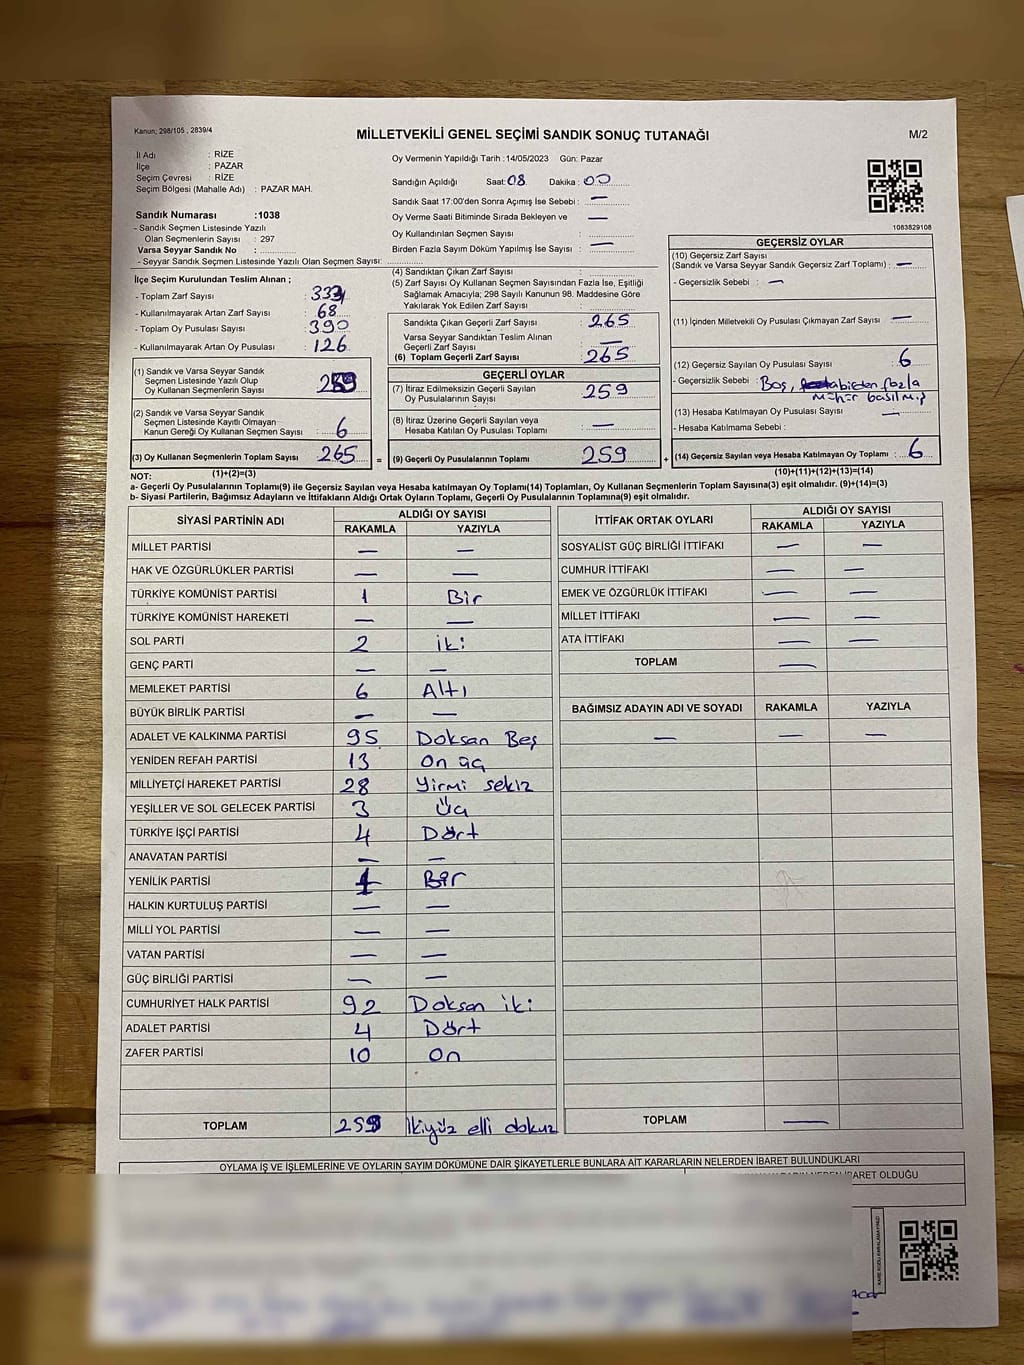 Kanun; 298/105 , 2839/4
MİLLETVEKİLİ GENEL SEÇİMİ SANDIK SONUÇ TUTANAĞI
M/2
İl Adı : RİZE
İlçe : PAZAR
Seçim Çevresi : RİZE
Seçim Bölgesi (Mahalle Adı) : PAZAR MAH.
Sandık Numarası :1038
- Sandık Seçmen Listesinde Yazılı
Olan Seçmenlerin Sayısı : 297
Varsa Seyyar Sandık No :
- Seyyar Sandık Seçmen Listesinde Yazılı Olan Seçmen Sayısı:
Oy Vermenin Yapıldığı Tarih : 14/05/2023 Gün: Pazar
Sandığın Açıldığı Saat: 08 Dakika : 00
Sandık Saat 17:00'den Sonra Açımış İse Sebebi : —
Oy Verme Saati Bitiminde Sırada Bekleyen ve —
Oy Kullandırılan Seçmen Sayısı :
Birden Fazla Sayım Döküm Yapılmış İse Sayısı : —
1083829108
İlçe Seçim Kurulundan Teslim Alınan ;
- Toplam Zarf Sayısı :
- Kullanılmayarak Artan Zarf Sayısı : 68
- Toplam Oy Pusulası Sayısı : 390
- Kullanılmayarak Artan Oy Pusulası : 126
(1) Sandık ve Varsa Seyyar Sandık
Seçmen Listesinde Yazılı Olup
Oy Kullanan Seçmenlerin Sayısı : 259
(2) Sandık ve Varsa Seyyar Sandık
Seçmen Listesinde Kayıtlı Olmayan
Kanun Gereği Oy Kullanan Seçmen Sayısı : 6
(3) Oy Kullanan Seçmenlerin Toplam Sayısı 265 =
(1)+(2)=(3)
(4) Sandıktan Çıkan Zarf Sayısı :
(5) Zarf Sayısı Oy Kullanan Seçmen Sayısından Fazla İse, Eşitliği
Sağlamak Amacıyla; 298 Sayılı Kanunun 98. Maddesine Göre
Yakılarak Yok Edilen Zarf Sayısı :
Sandıkta Çıkan Geçerli Zarf Sayısı : 265
Varsa Seyyar Sandıktan Teslim Alınan
Geçerli Zarf Sayısı : —
(6) Toplam Geçerli Zarf Sayısı : 265
GEÇERLİ OYLAR
(7) İtiraz Edilmeksizin Geçerli Sayılan
Oy Pusulalarının Sayısı : 259
(8) İtiraz Üzerine Geçerli Sayılan veya
Hesaba Katılan Oy Pusulası Toplamı : —
(9) Geçerli Oy Pusulalarının Toplamı : 259 +
GEÇERSİZ OYLAR
(10) Geçersiz Zarf Sayısı
(Sandık ve Varsa Seyyar Sandık Geçersiz Zarf Toplamı) : —
- Geçersizlik Sebebi : —
(11) İçinden Milletvekili Oy Pusulası Çıkmayan Zarf Sayısı : —
(12) Geçersiz Sayılan Oy Pusulası Sayısı : 6
- Geçersizlik Sebebi : Boş, birden fazla
mühür basılmış
(13) Hesaba Katılmayan Oy Pusulası Sayısı : —
- Hesaba Katılmama Sebebi :
(14) Geçersiz Sayılan veya Hesaba Katılmayan Oy Toplamı : 6
(10)+(11)+(12)+(13)=(14)
NOT:
a- Geçerli Oy Pusulalarının Toplamı(9) ile Geçersiz Sayılan veya Hesaba katılmayan Oy Toplamı(14) Toplamları, Oy Kullanan Seçmenlerin Toplam Sayısına(3) eşit olmalıdır. (9)+(14)=(3)
b- Siyasi Partilerin, Bağımsız Adayların ve İttifakların Aldığı Ortak Oyların Toplamı, Geçerli Oy Pusulalarının Toplamına(9) eşit olmalıdır.
SİYASİ PARTİNİN ADI
ALDIĞI OY SAYISI
RAKAMLA YAZIYLA
MİLLET PARTİSİ — —
HAK VE ÖZGÜRLÜKLER PARTİSİ — —
TÜRKİYE KOMÜNİST PARTİSİ 1 Bir
TÜRKİYE KOMÜNİST HAREKETİ — —
SOL PARTİ 2 iki
GENÇ PARTİ — —
MEMLEKET PARTİSİ 6 Altı
BÜYÜK BİRLİK PARTİSİ — —
ADALET VE KALKINMA PARTİSİ 95 Doksan Beş
YENİDEN REFAH PARTİSİ 13 On üç
MİLLİYETÇİ HAREKET PARTİSİ 28 Yirmi sekiz
YEŞİLLER VE SOL GELECEK PARTİSİ 3 Üç
TÜRKİYE İŞÇİ PARTİSİ 4 Dört
ANAVATAN PARTİSİ — —
YENİLİK PARTİSİ 1 Bir
HALKIN KURTULUŞ PARTİSİ — —
MİLLİ YOL PARTİSİ — —
VATAN PARTİSİ — —
GÜÇ BİRLİĞİ PARTİSİ — —
CUMHURİYET HALK PARTİSİ 92 Doksan iki
ADALET PARTİSİ 4 Dört
ZAFER PARTİSİ 10 On
TOPLAM 259 İkiyüz elli dokuz
İTTİFAK ORTAK OYLARI
ALDIĞI OY SAYISI
RAKAMLA YAZIYLA
SOSYALİST GÜÇ BİRLİĞİ İTTİFAKI — —
CUMHUR İTTİFAKI — —
EMEK VE ÖZGÜRLÜK İTTİFAKI — —
MİLLET İTTİFAKI — —
ATA İTTİFAKI — —
TOPLAM —
BAĞIMSIZ ADAYIN ADI VE SOYADI RAKAMLA YAZIYLA
— — —
TOPLAM —
OYLAMA İŞ VE İŞLEMLERİNE VE OYLARIN SAYIM DÖKÜMÜNE DAİR ŞİKAYETLERLE BUNLARA AİT KARARLARIN NELERDEN İBARET BULUNDUKLARI
OLDUĞU